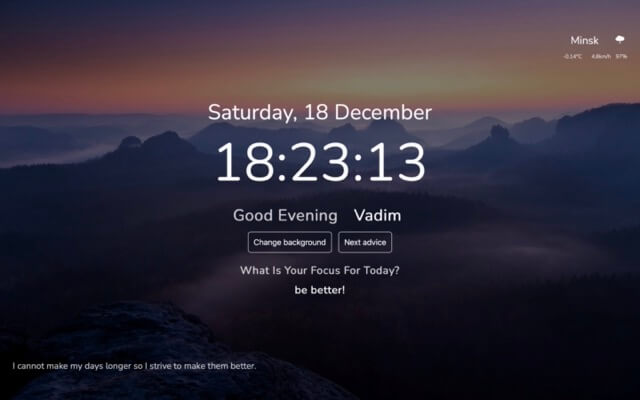 Minsk
-0.14°C 4.8km/h 97%
Saturday, 18 December
18:23:13
Good Evening Vadim
Change background Next advice
What Is Your Focus For Today?
be better!
I cannot make my days longer so I strive to make them better.